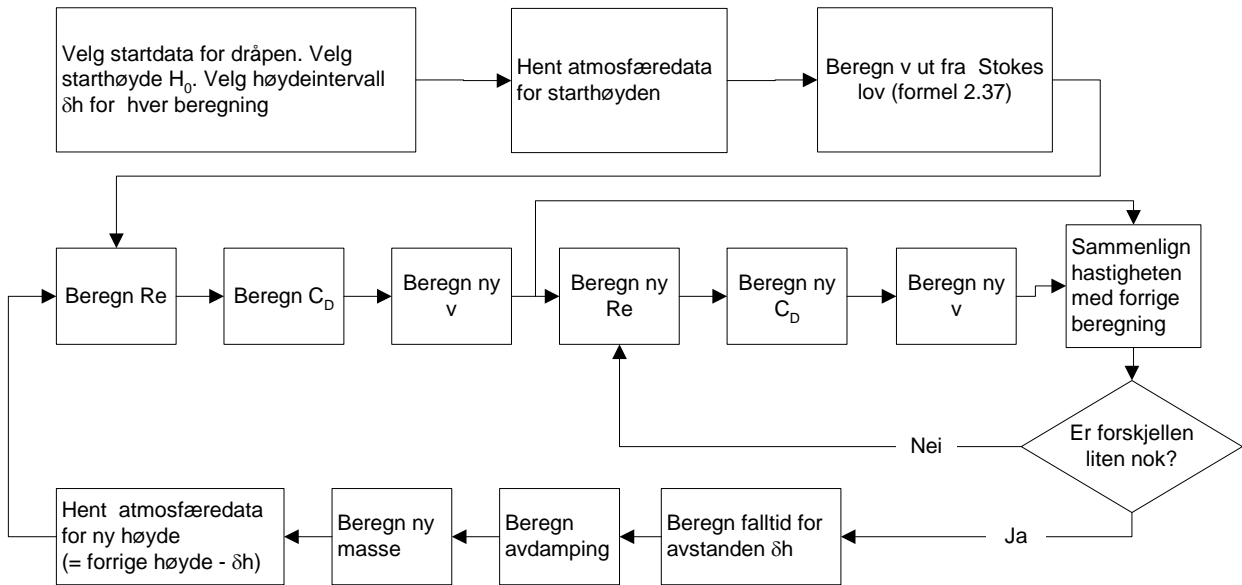 Velg startdata for dråpen. Velg
starthøyde H₀. Velg høydeintervall
δh for hver beregning
Hent atmosfæredata
for starthøyden
Beregn v ut fra Stokes
lov (formel 2.37)
Beregn Re
Beregn C_D
Beregn ny
v
Beregn ny
Re
Beregn ny
C_D
Beregn ny
v
Sammenlign
hastigheten
med forrige
beregning
Er forskjellen
liten nok?
Nei
Ja
Beregn falltid for
avstanden δh
Beregn
avdamping
Beregn ny
masse
Hent atmosfæredata
for ny høyde
(= forrige høyde - δh)